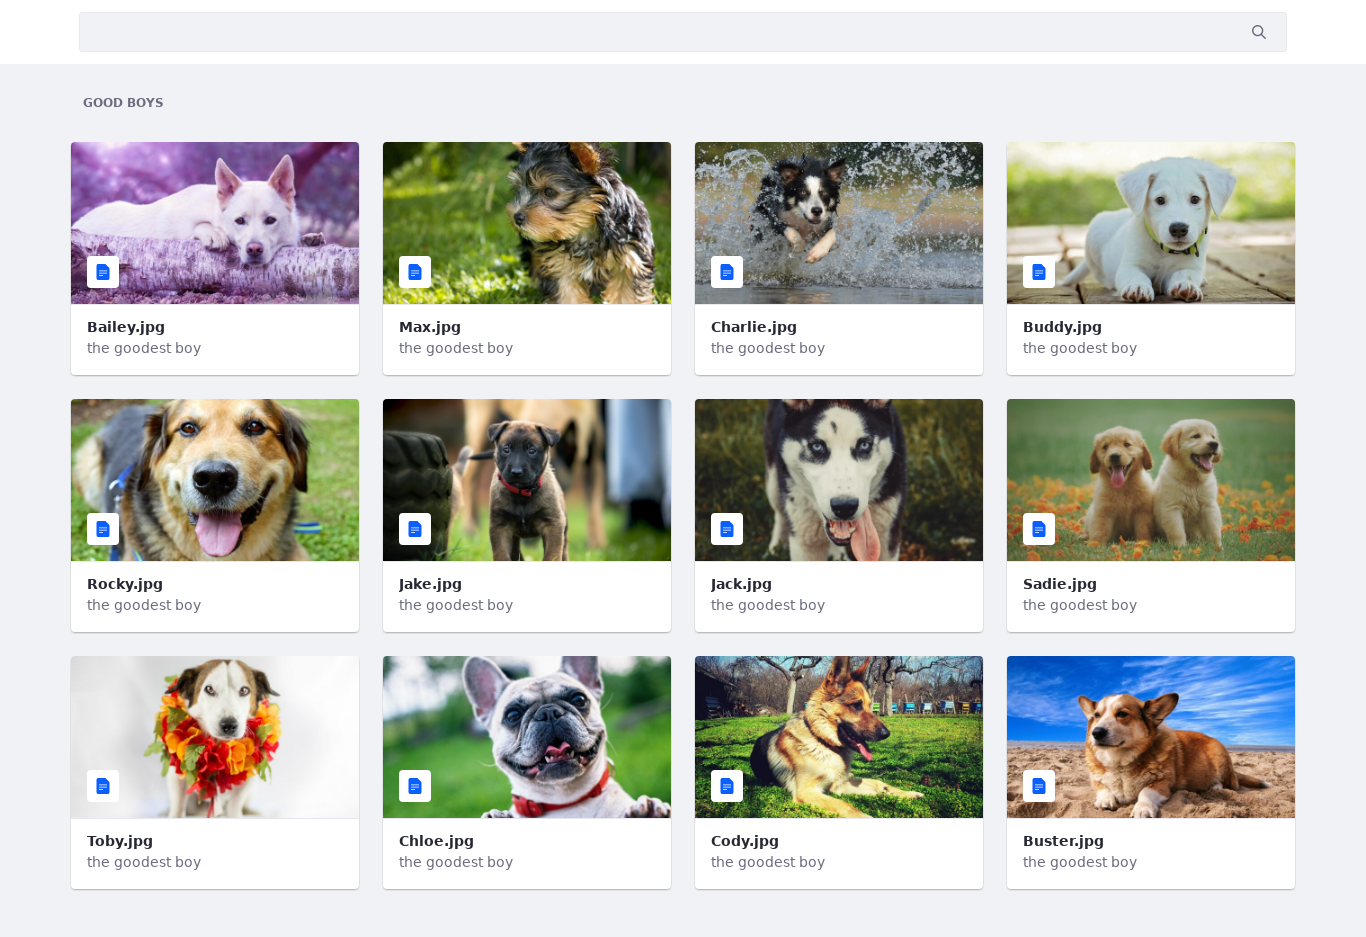 GOOD BOYS
Bailey.jpg
the goodest boy
Max.jpg
the goodest boy
Charlie.jpg
the goodest boy
Buddy.jpg
the goodest boy
Rocky.jpg
the goodest boy
Jake.jpg
the goodest boy
Jack.jpg
the goodest boy
Sadie.jpg
the goodest boy
Toby.jpg
the goodest boy
Chloe.jpg
the goodest boy
Cody.jpg
the goodest boy
Buster.jpg
the goodest boy